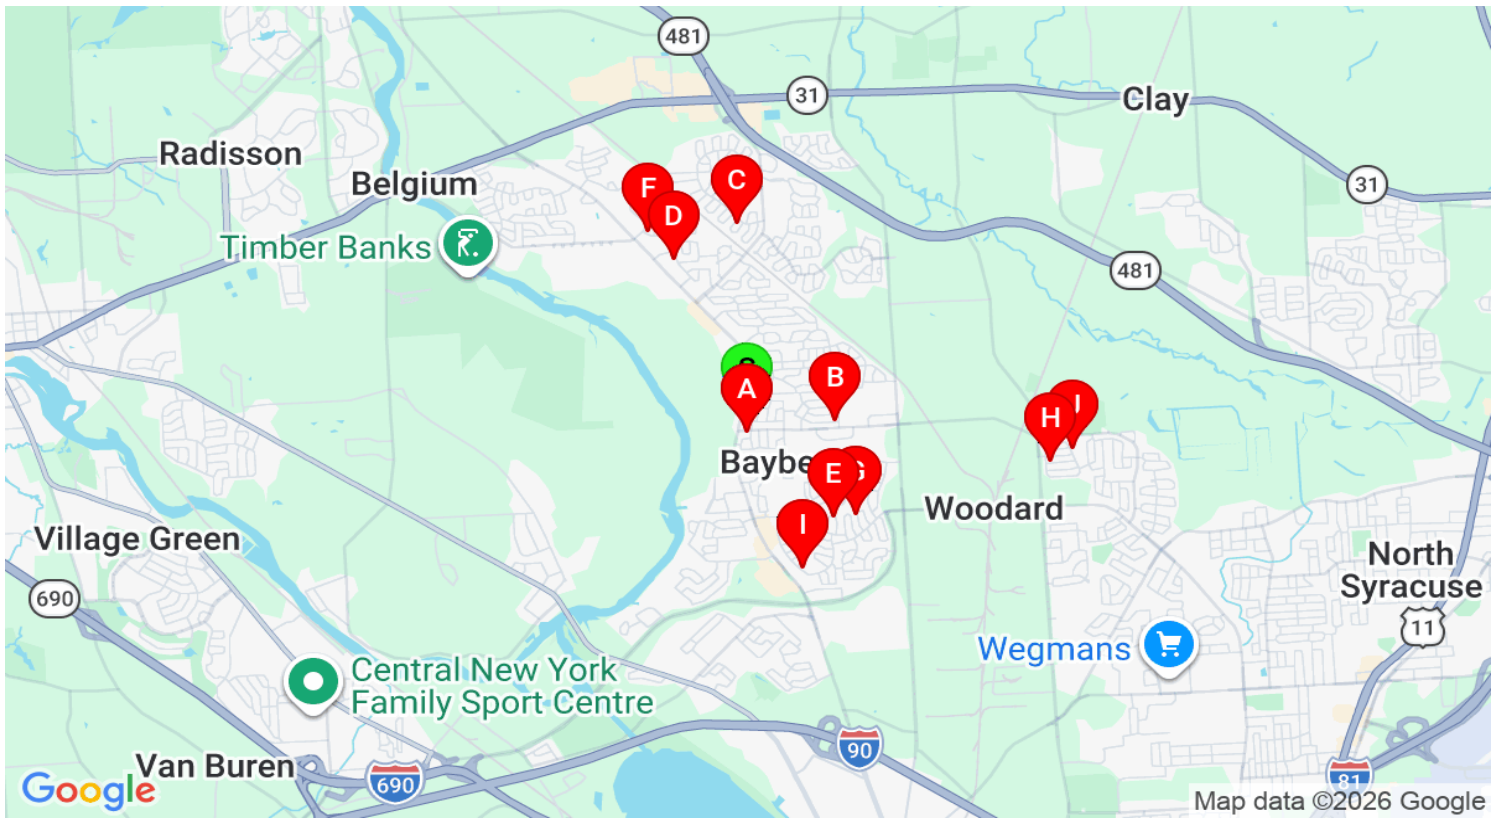 481
31
Clay
Radisson
Belgium
31
F
C
D
Timber Banks
481
A
B
H
J
Baybe
E
G
I
Woodard
Village Green
North
Syracuse
690
11
Wegmans
Central New York
Family Sport Centre
90
Van Buren
690
81
Google
Map data ©2026 Google